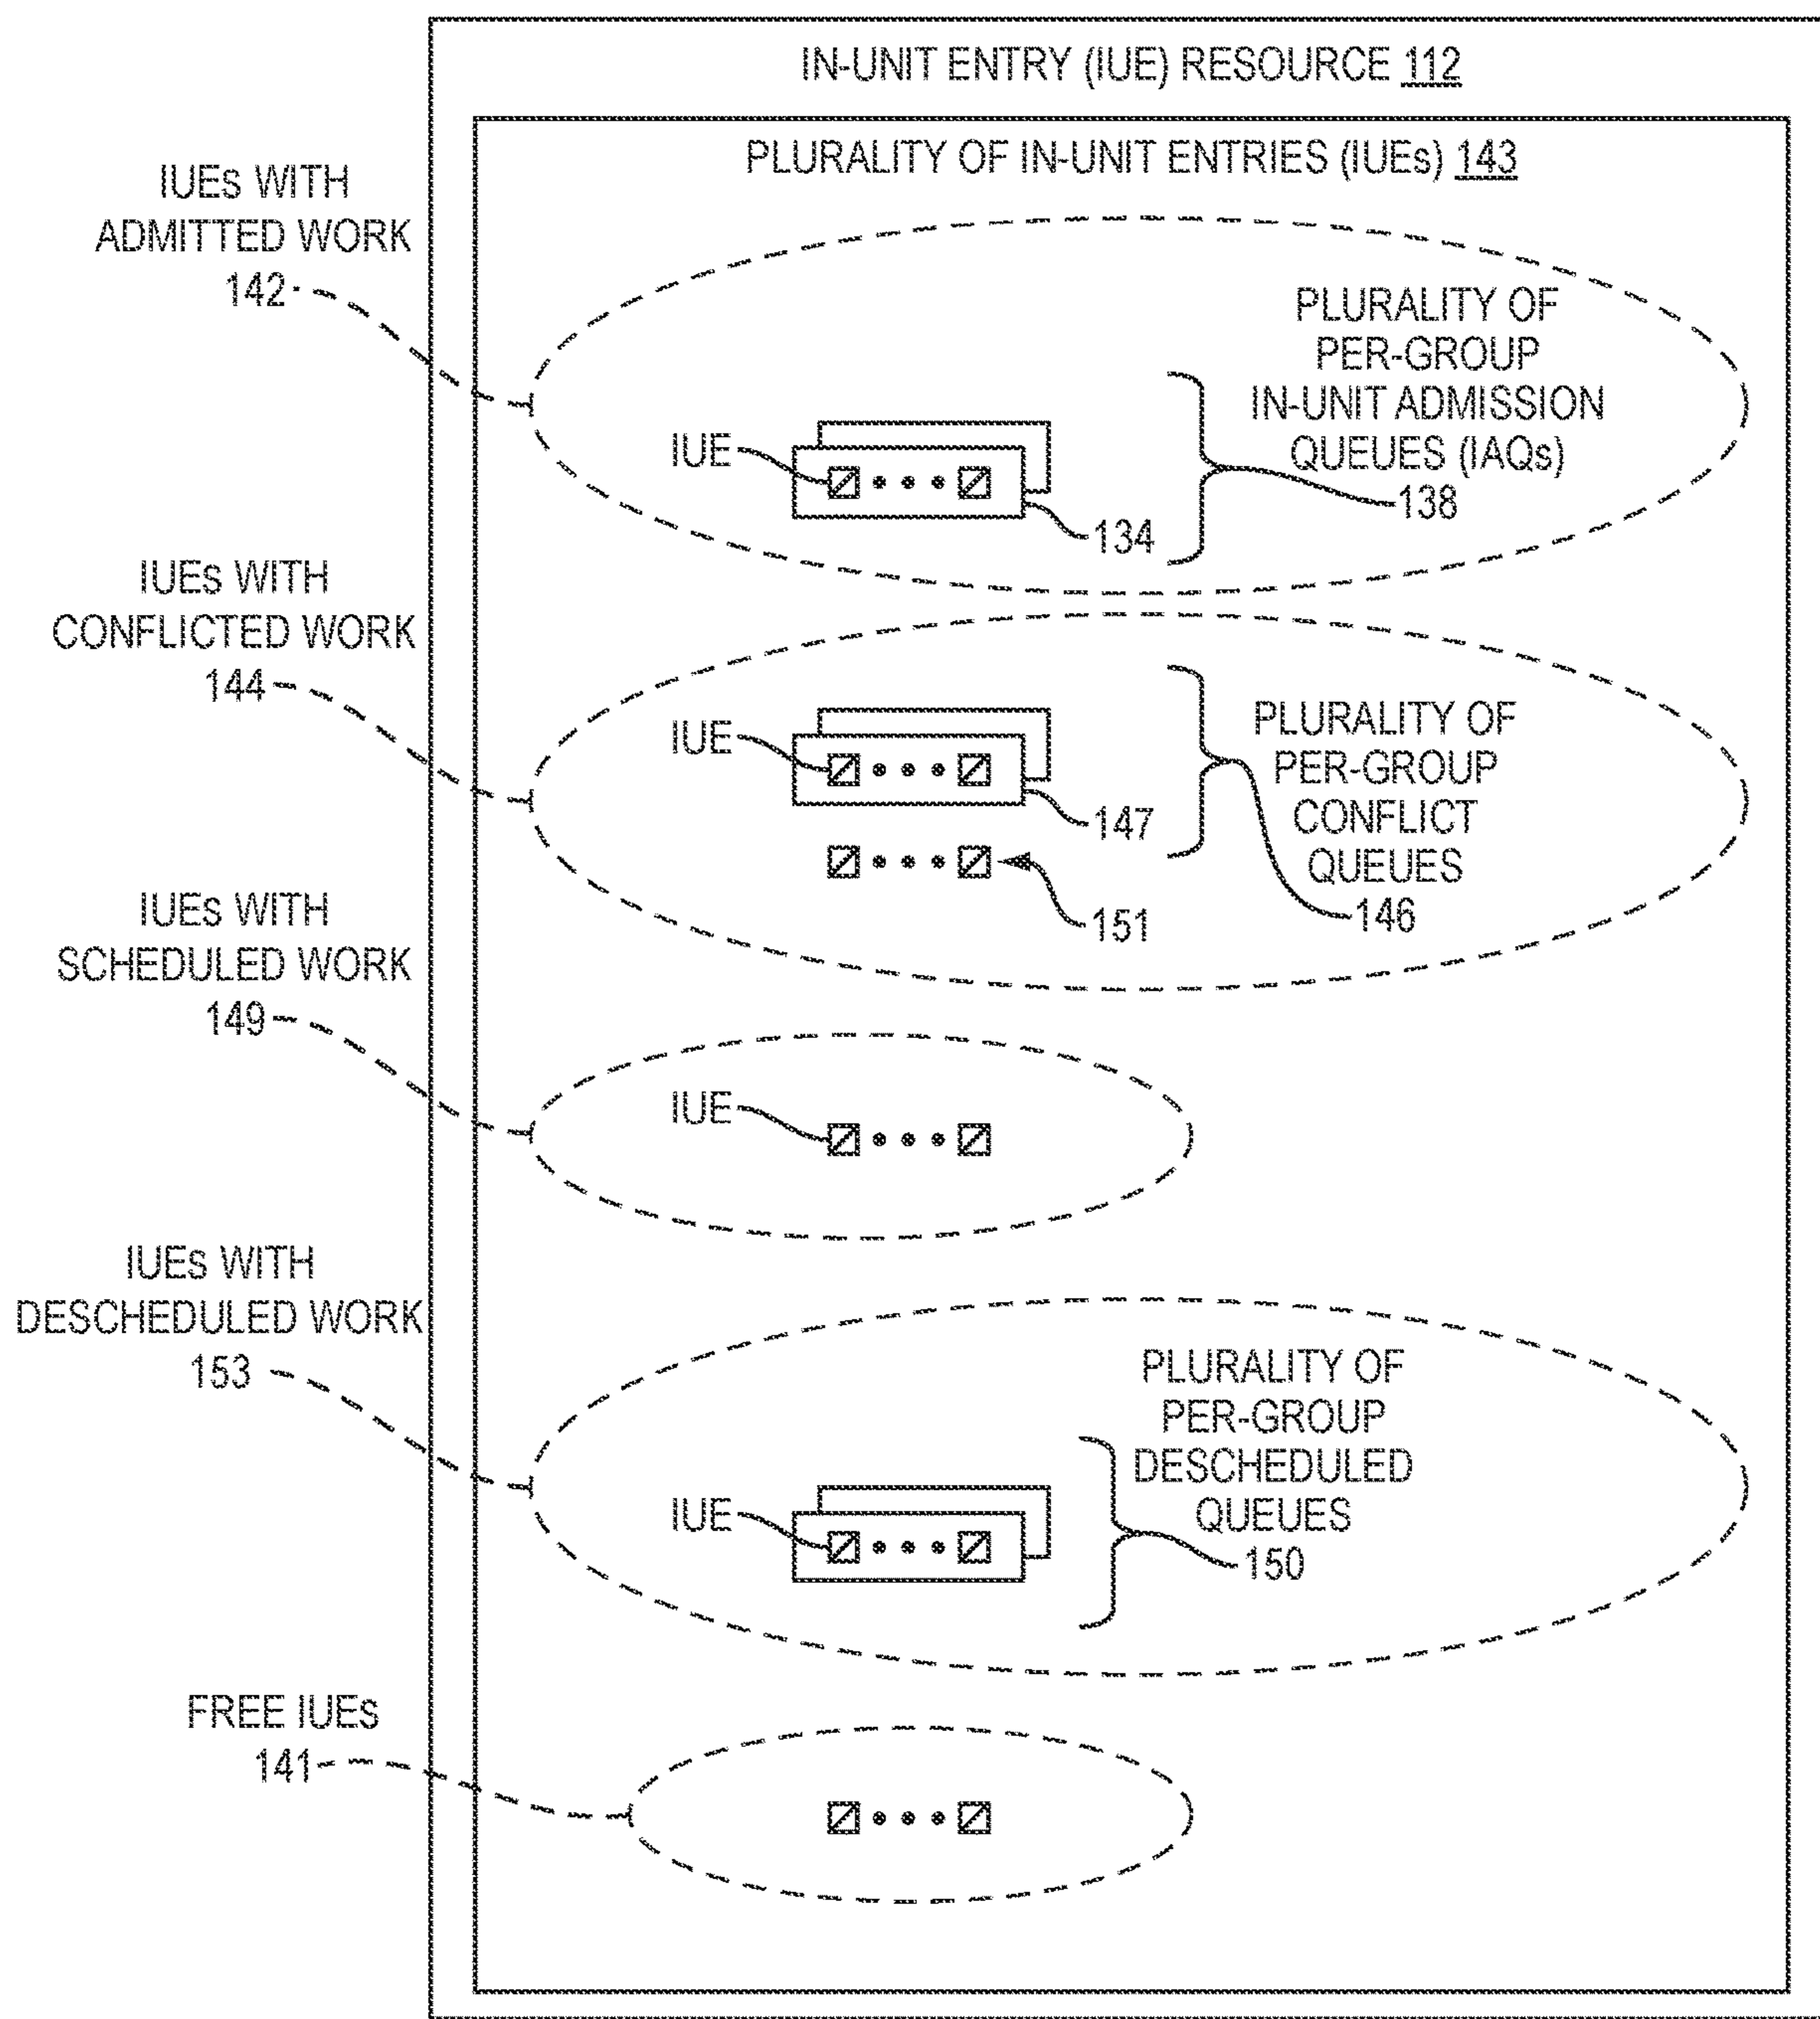 IN-UNIT ENTRY (IUE) RESOURCE 112
PLURALITY OF IN-UNIT ENTRIES (IUEs) 143
IUEs WITH
ADMITTED WORK
142
PLURALITY OF
PER-GROUP
IN-UNIT ADMISSION
QUEUES (IAQs)
138
IUE
134
IUEs WITH
CONFLICTED WORK
144
IUE
147
151
PLURALITY OF
PER-GROUP
CONFLICT
QUEUES
146
IUEs WITH
SCHEDULED WORK
149
IUE
IUEs WITH
DESCHEDULED WORK
153
PLURALITY OF
PER-GROUP
DESCHEDULED
QUEUES
150
IUE
FREE IUEs
141